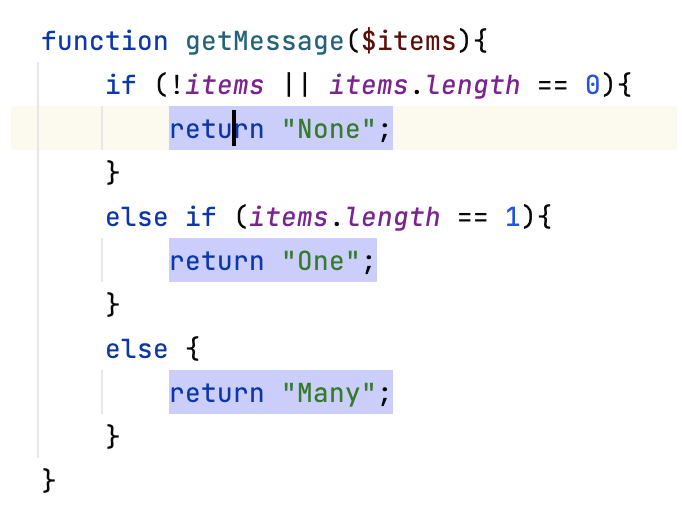 function getMessage($items){
    if (!items || items.length == 0){
        return "None";
    }
    else if (items.length == 1){
        return "One";
    }
    else {
        return "Many";
    }
}